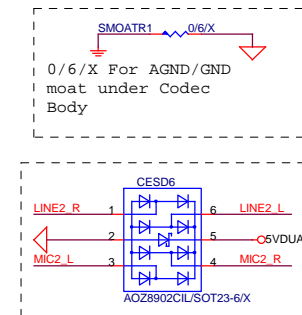 SMOATR1 0/6/X
0/6/X For AGND/GND
moat under Codec
Body
CESD6
LINE2_R 1 6 LINE2_L
2 5 5VDUA
MIC2_L 3 4 MIC2_R
AOZ8902CIL/SOT23-6/X